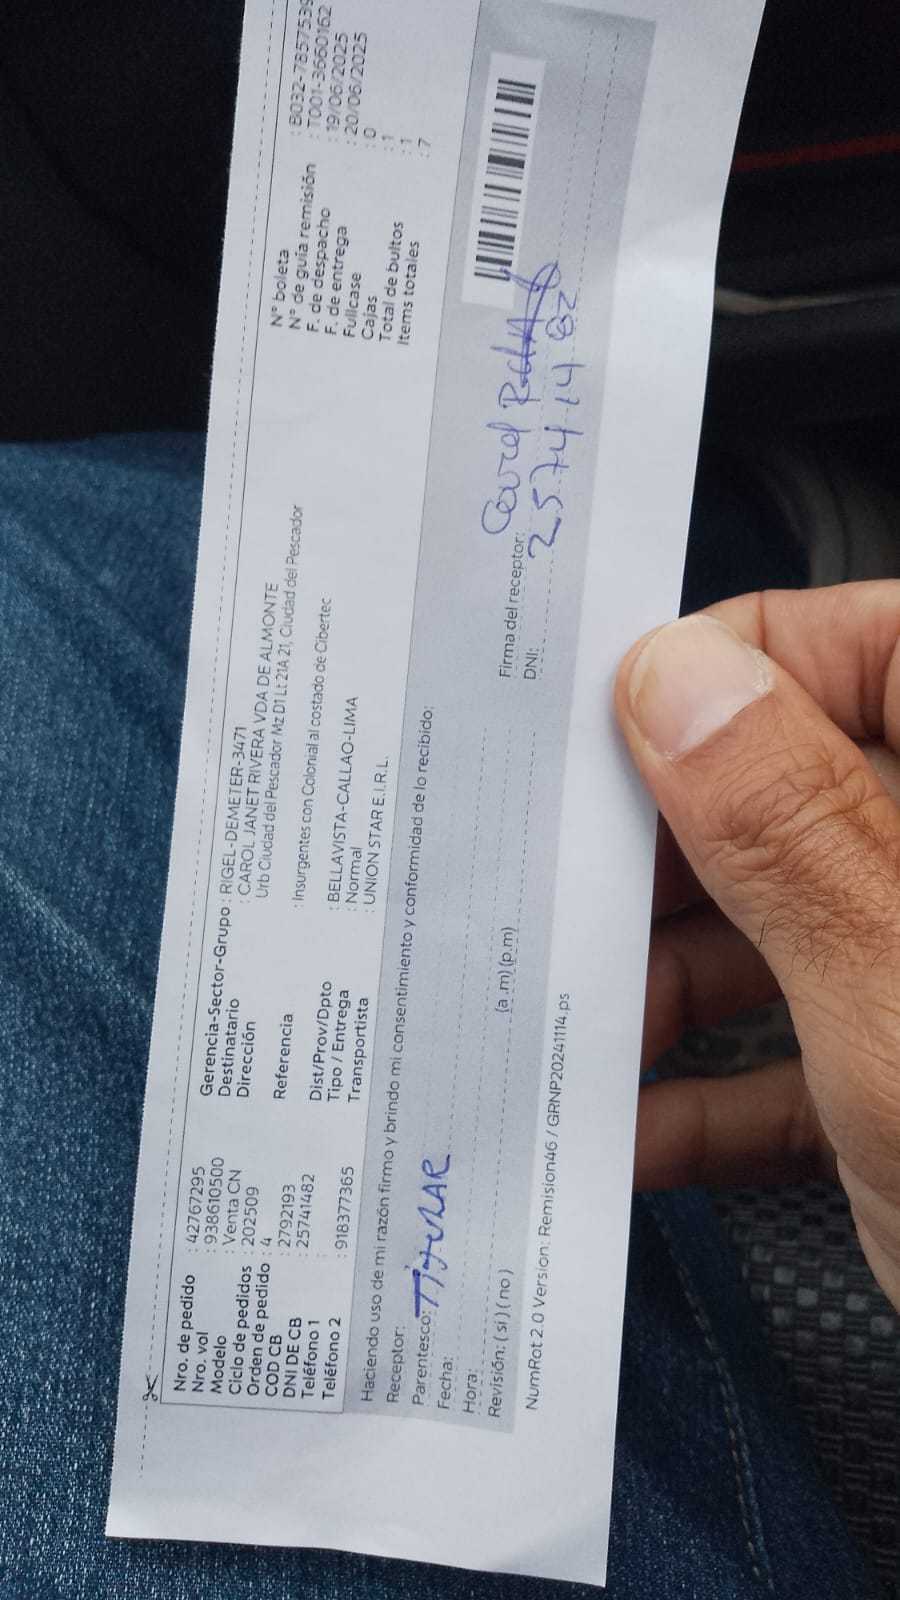 Nro. de pedido : 42767295
Nro. vol : 938610500
Modelo : Venta CN
Ciclo de pedidos : 202509
Orden de pedido : 4
COD CB : 2792193
DNI DE CB : 25741482
Teléfono 1 :
Teléfono 2 : 918377365
Gerencia-Sector-Grupo : RIGEL-DEMETER-3471
Destinatario : CAROL JANET RIVERA VDA DE ALMONTE
Dirección Urb Ciudad del Pescador Mz D1 Lt 21A 21, Ciudad del Pescador
Referencia : Insurgentes con Colonial al costado de Cibertec
Dist/Prov/Dpto : BELLAVISTA-CALLAO-LIMA
Tipo / Entrega : Normal
Transportista : UNION STAR E.I.R.L.
N° boleta : B032-7857539
N° de guia remisión : T001-3660162
F. de despacho : 19/06/2025
F. de entrega : 20/06/2025
Fullcase : 0
Cajas : 1
Total de bultos : 1
Items totales : 7
Haciendo uso de mi razón firmo y brindo mi consentimiento y conformidad de lo recibido:
Receptor:
Parentesco: TITULAR
Fecha:
Hora: (a.m)(p.m)
Revisión: ( si ) ( no )
Firma del receptor:
DNI: 25741482
NumRot 2.0 Version: Remision46 / GRNP20241114.ps